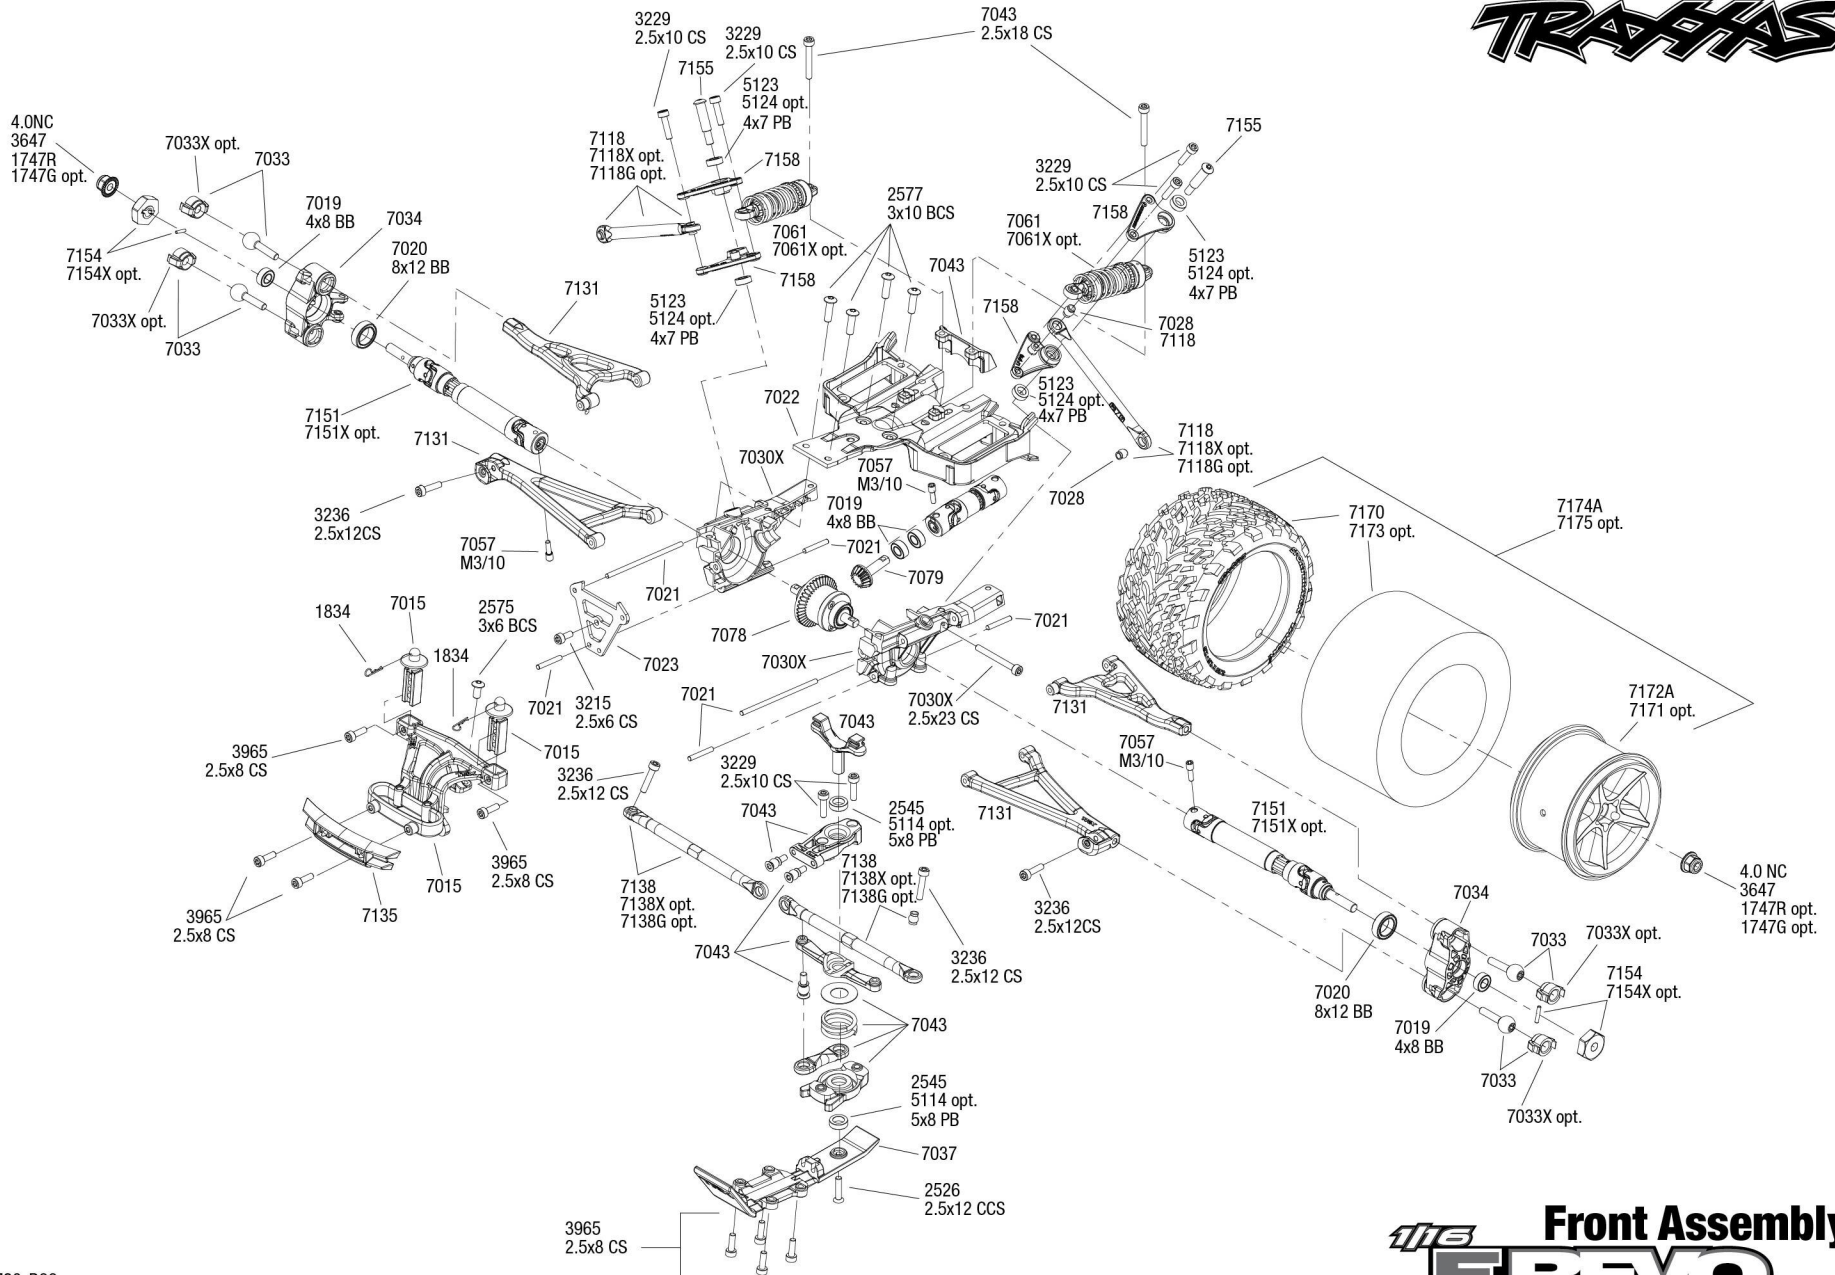 TRAXXAS
3229
2.5x10 CS
3229
2.5x10 CS
7155
5123
5124 opt.
4x7 PB
7043
2.5x18 CS
4.0NC
3647
1747R
1747G opt.
7033X opt.
7033
7019
4x8 BB
7034
7020
8x12 BB
7154
7154X opt.
7033X opt.
7033
7118
7118X opt.
7118G opt.
7158
7061
7061X opt.
7158
5123
5124 opt.
4x7 PB
2577
3x10 BCS
7155
3229
2.5x10 CS
7158
7061
7061X opt.
5123
5124 opt.
4x7 PB
7043
7158
7028
7118
7131
7151
7151X opt.
7131
7022
5123
5124 opt.
4x7 PB
7118
7118X opt.
7118G opt.
7028
7030X
7057
M3/10
7019
4x8 BB
3236
2.5x12CS
7057
M3/10
7021
7021
7079
7170
7173 opt.
7174A
7175 opt.
1834
7015
2575
3x6 BCS
1834
7078
7023
7030X
7021
7021
3215
2.5x6 CS
7021
7030X
2.5x23 CS
7131
7172A
7171 opt.
3965
2.5x8 CS
7015
3236
2.5x12 CS
7043
3229
2.5x10 CS
7057
M3/10
7043
2545
5114 opt.
5x8 PB
7131
7151
7151X opt.
3965
2.5x8 CS
7015
7135
3965
2.5x8 CS
7138
7138X opt.
7138G opt.
7138
7138X opt.
7138G opt.
3236
2.5x12CS
4.0 NC
3647
1747R opt.
1747G opt.
7034
7043
3236
2.5x12 CS
7033
7033X opt.
7154
7154X opt.
7020
8x12 BB
7019
4x8 BB
7043
7033
7033X opt.
2545
5114 opt.
5x8 PB
7037
2526
2.5x12 CCS
3965
2.5x8 CS
Front Assembly
1/16
E REVO